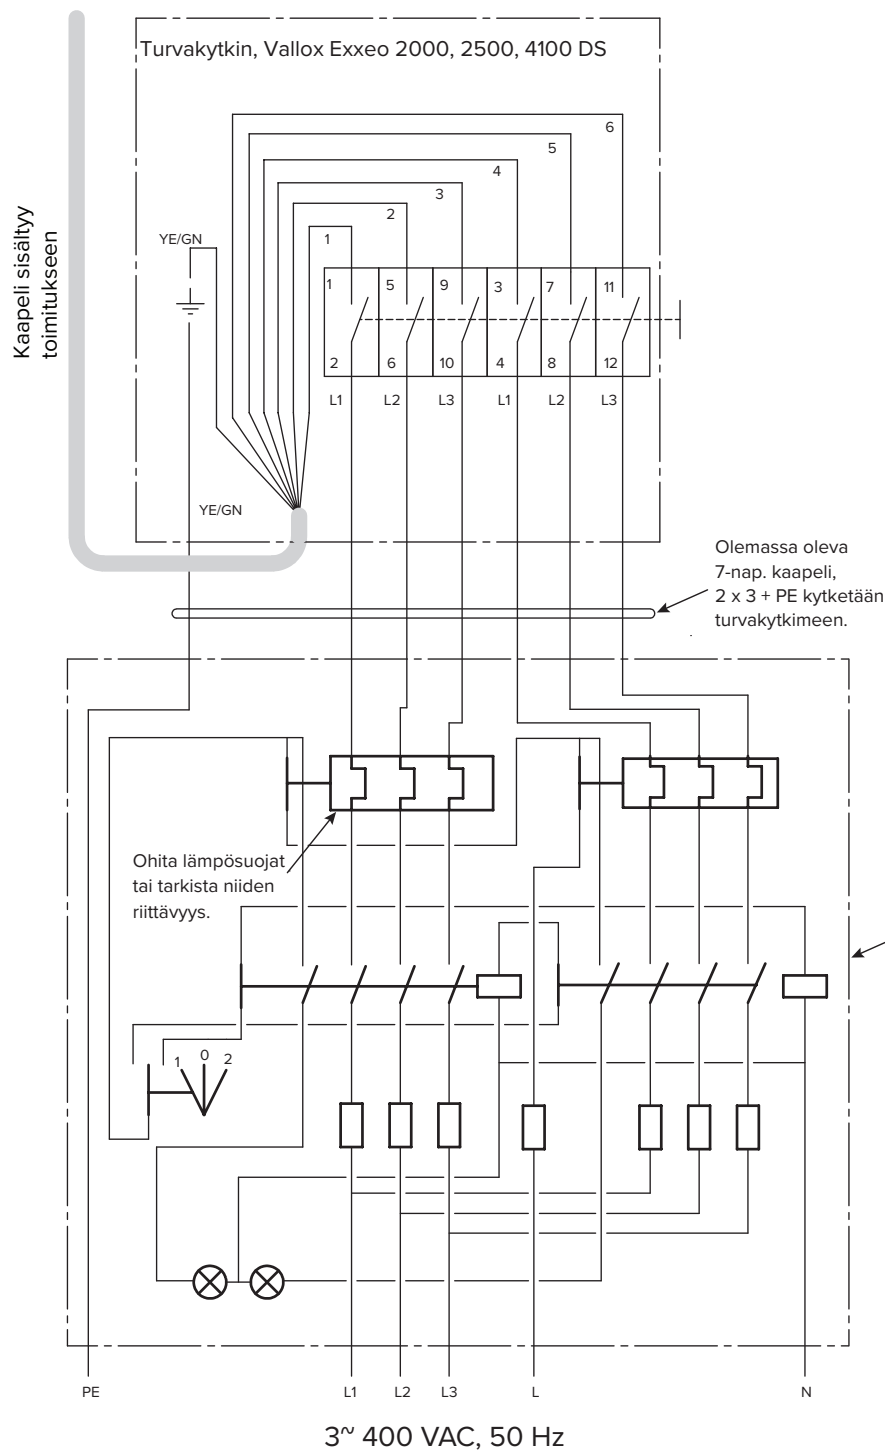 Turvakytkin, Vallox Exxeo 2000, 2500, 4100 DS
Kaapeli sisältyy
toimitukseen
6
5
4
3
2
1
YE/GN
1 5 9 3 7 11
2 6 10 4 8 12
L1 L2 L3 L1 L2 L3
YE/GN
Olemassa oleva
7-nap. kaapeli,
2 x 3 + PE kytketään
turvakytkimeen.
Ohita lämpösuojat
tai tarkista niiden
riittävyys.
1 0 2
PE L1 L2 L3 L N
3~ 400 VAC, 50 Hz